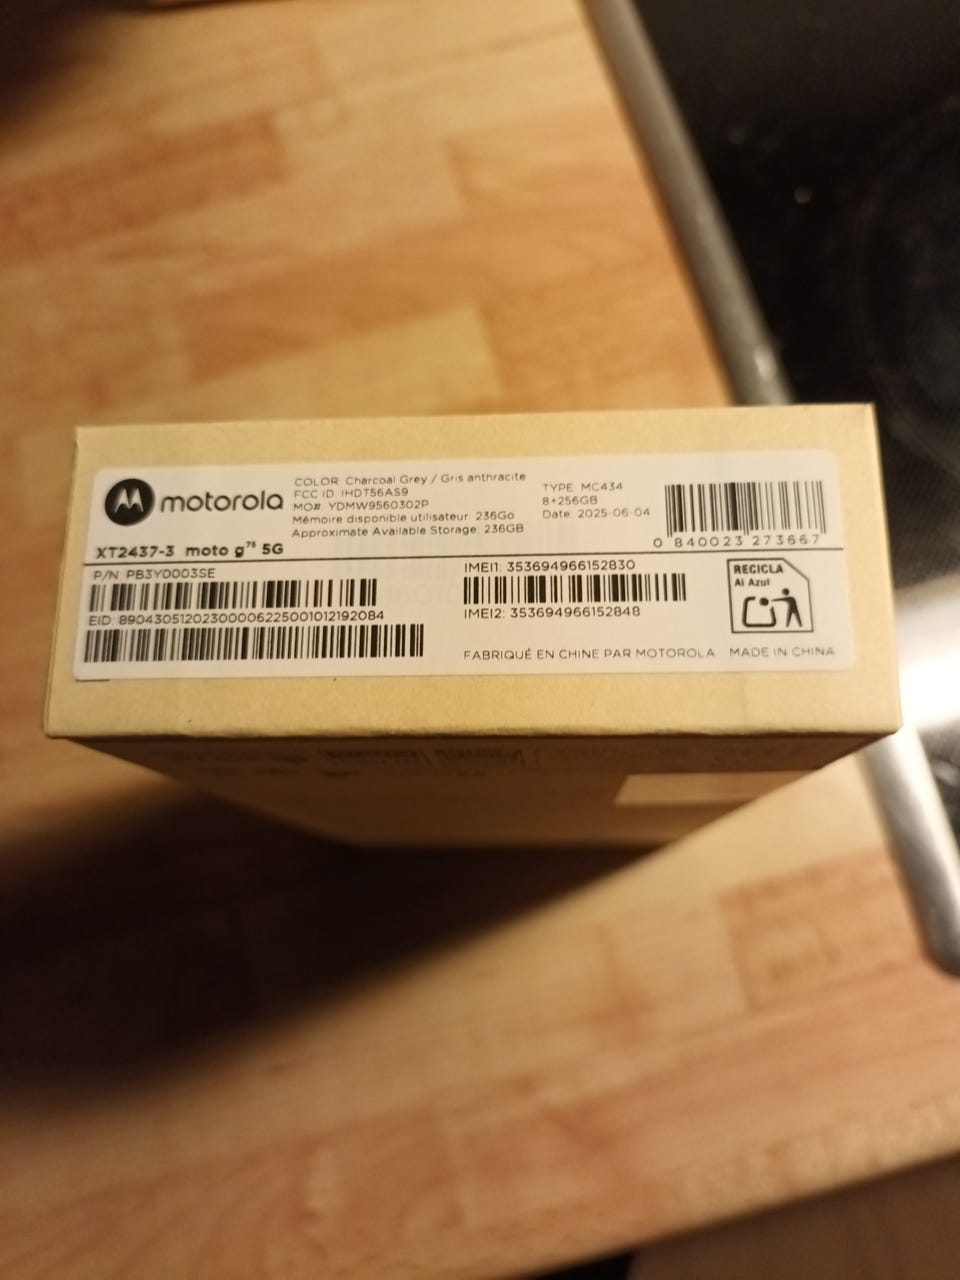 motorola
COLOR: Charcoal Grey / Gris anthracite
FCC ID: IHDT56AS9
MO# YDMW9560302P
Mémoire disponible utilisateur: 236Go
Approximate Available Storage: 236GB
TYPE: MC434
8+256GB
Date: 2025-06-04
0 840023 273667
XT2437-3 moto g⁷⁵ 5G
P/N: PB3Y0003SE
EID: 89043051202300006225001012192084
IMEI1: 353694966152830
IMEI2: 353694966152848
RECICLA
Al Azul
FABRIQUÉ EN CHINE PAR MOTOROLA MADE IN CHINA